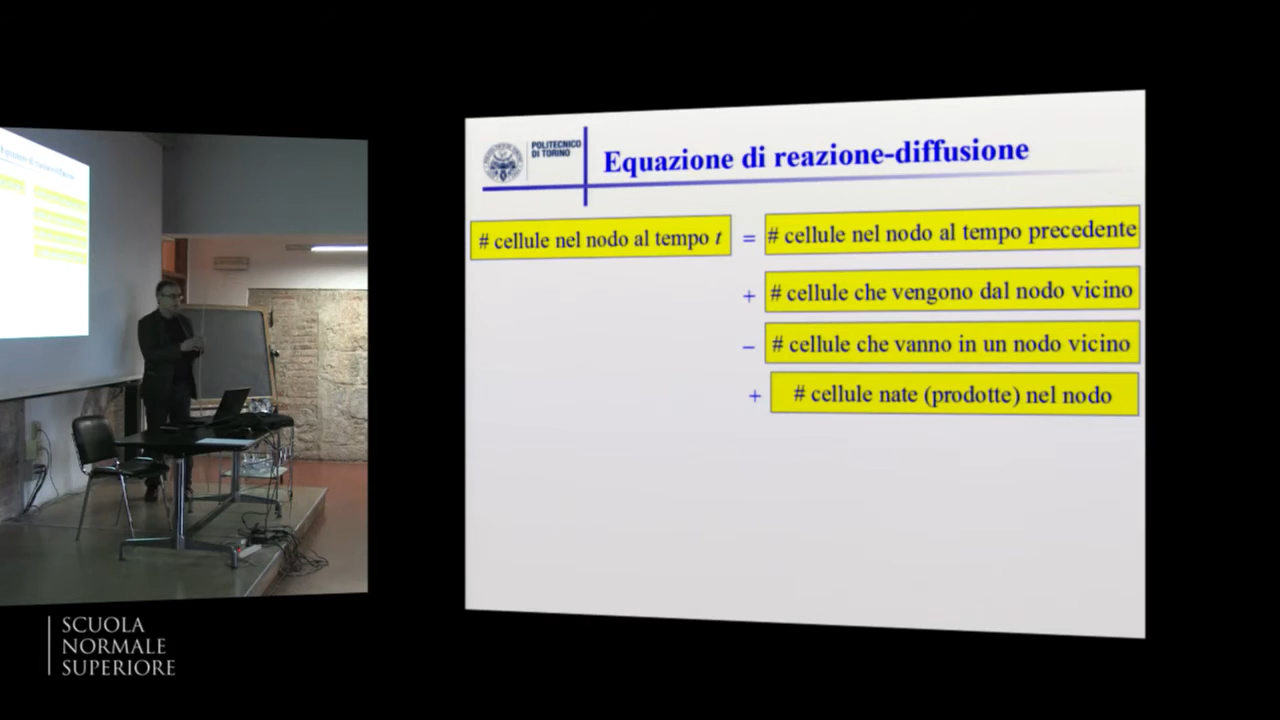 POLITECNICO
DI TORINO
Equazione di reazione-diffusione
# cellule nel nodo al tempo t = # cellule nel nodo al tempo precedente
+ # cellule che vengono dal nodo vicino
– # cellule che vanno in un nodo vicino
+ # cellule nate (prodotte) nel nodo
SCUOLA
NORMALE
SUPERIORE